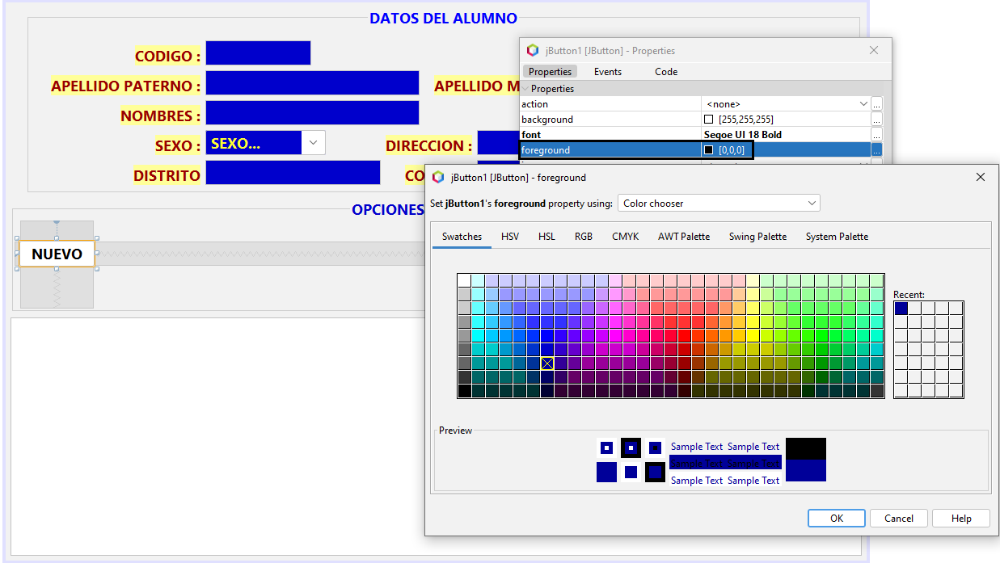 DATOS DEL ALUMNO
CODIGO :
APELLIDO PATERNO :
APELLIDO M
NOMBRES :
SEXO :
SEXO...
DIRECCION :
DISTRITO
CO
OPCIONES
NUEVO
jButton1 [JButton] - Properties
Properties
Events
Code
Properties
action
<none>
...
background
[255,255,255]
...
font
Segoe UI 18 Bold
...
foreground
[0,0,0]
...
jButton1 [JButton] - foreground
Set jButton1's foreground property using:
Color chooser
Swatches
HSV
HSL
RGB
CMYK
AWT Palette
Swing Palette
System Palette
Recent:
Preview
Sample Text Sample Text
Sample Text Sample Text
Sample Text Sample Text
OK
Cancel
Help